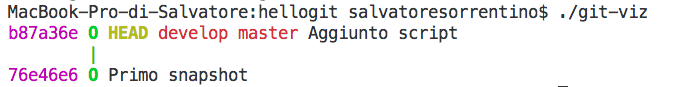 MacBook-Pro-di-Salvatore:hellogit salvatoresorrentino$ ./git-viz
b87a36e O HEAD develop master Aggiunto script
|
76e46e6 O Primo snapshot
_